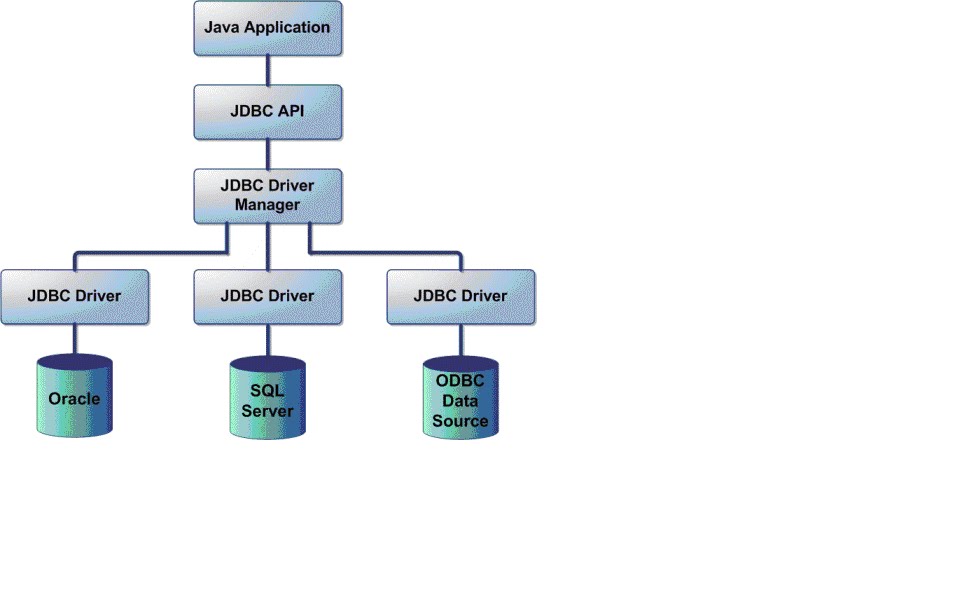 Java Application
JDBC API
JDBC Driver
Manager
JDBC Driver
JDBC Driver
JDBC Driver
Oracle
SQL
Server
ODBC
Data
Source